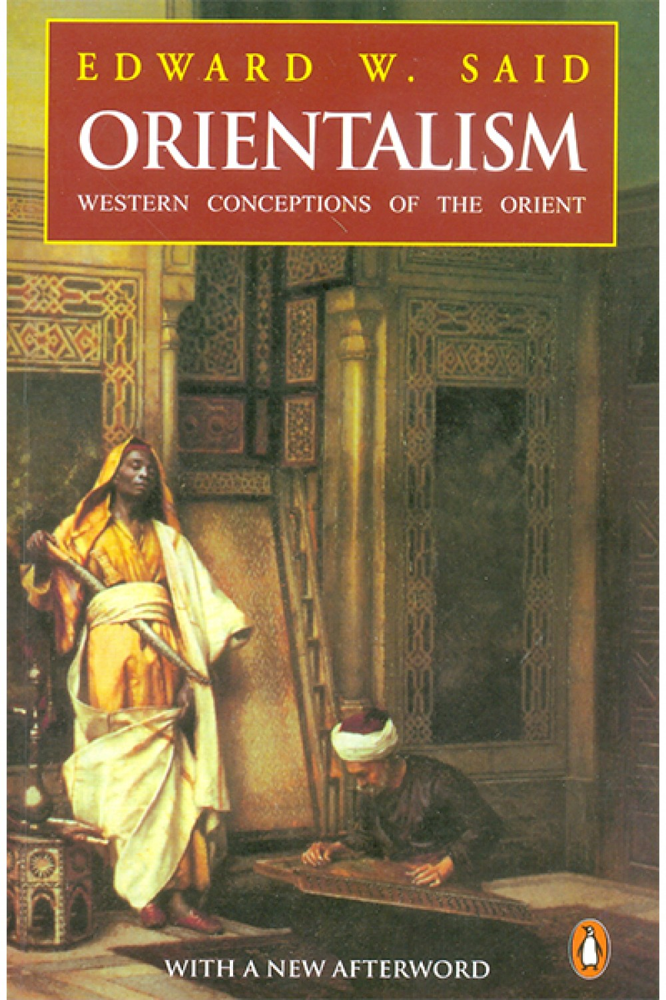 EDWARD W. SAID
ORIENTALISM
WESTERN CONCEPTIONS OF THE ORIENT
WITH A NEW AFTERWORD